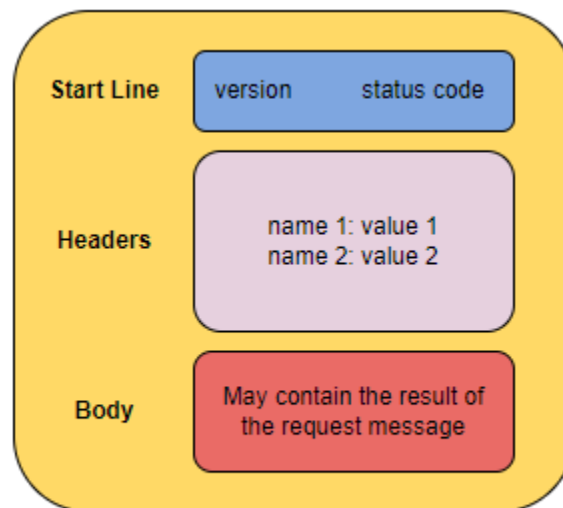 Start Line
version status code
Headers
name 1: value 1
name 2: value 2
Body
May contain the result of
the request message